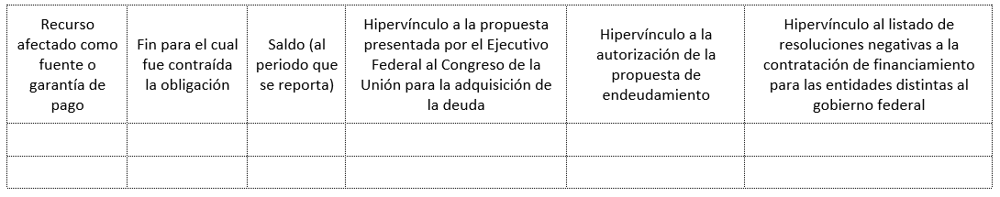 Recurso
afectado como
fuente o
garantía de
pago
Fin para el cual
fue contraída
la obligación
Saldo (al
periodo que
se reporta)
Hipervínculo a la propuesta
presentada por el Ejecutivo
Federal al Congreso de la
Unión para la adquisición de
la deuda
Hipervínculo a la
autorización de la
propuesta de
endeudamiento
Hipervínculo al listado de
resoluciones negativas a la
contratación de financiamiento
para las entidades distintas al
gobierno federal